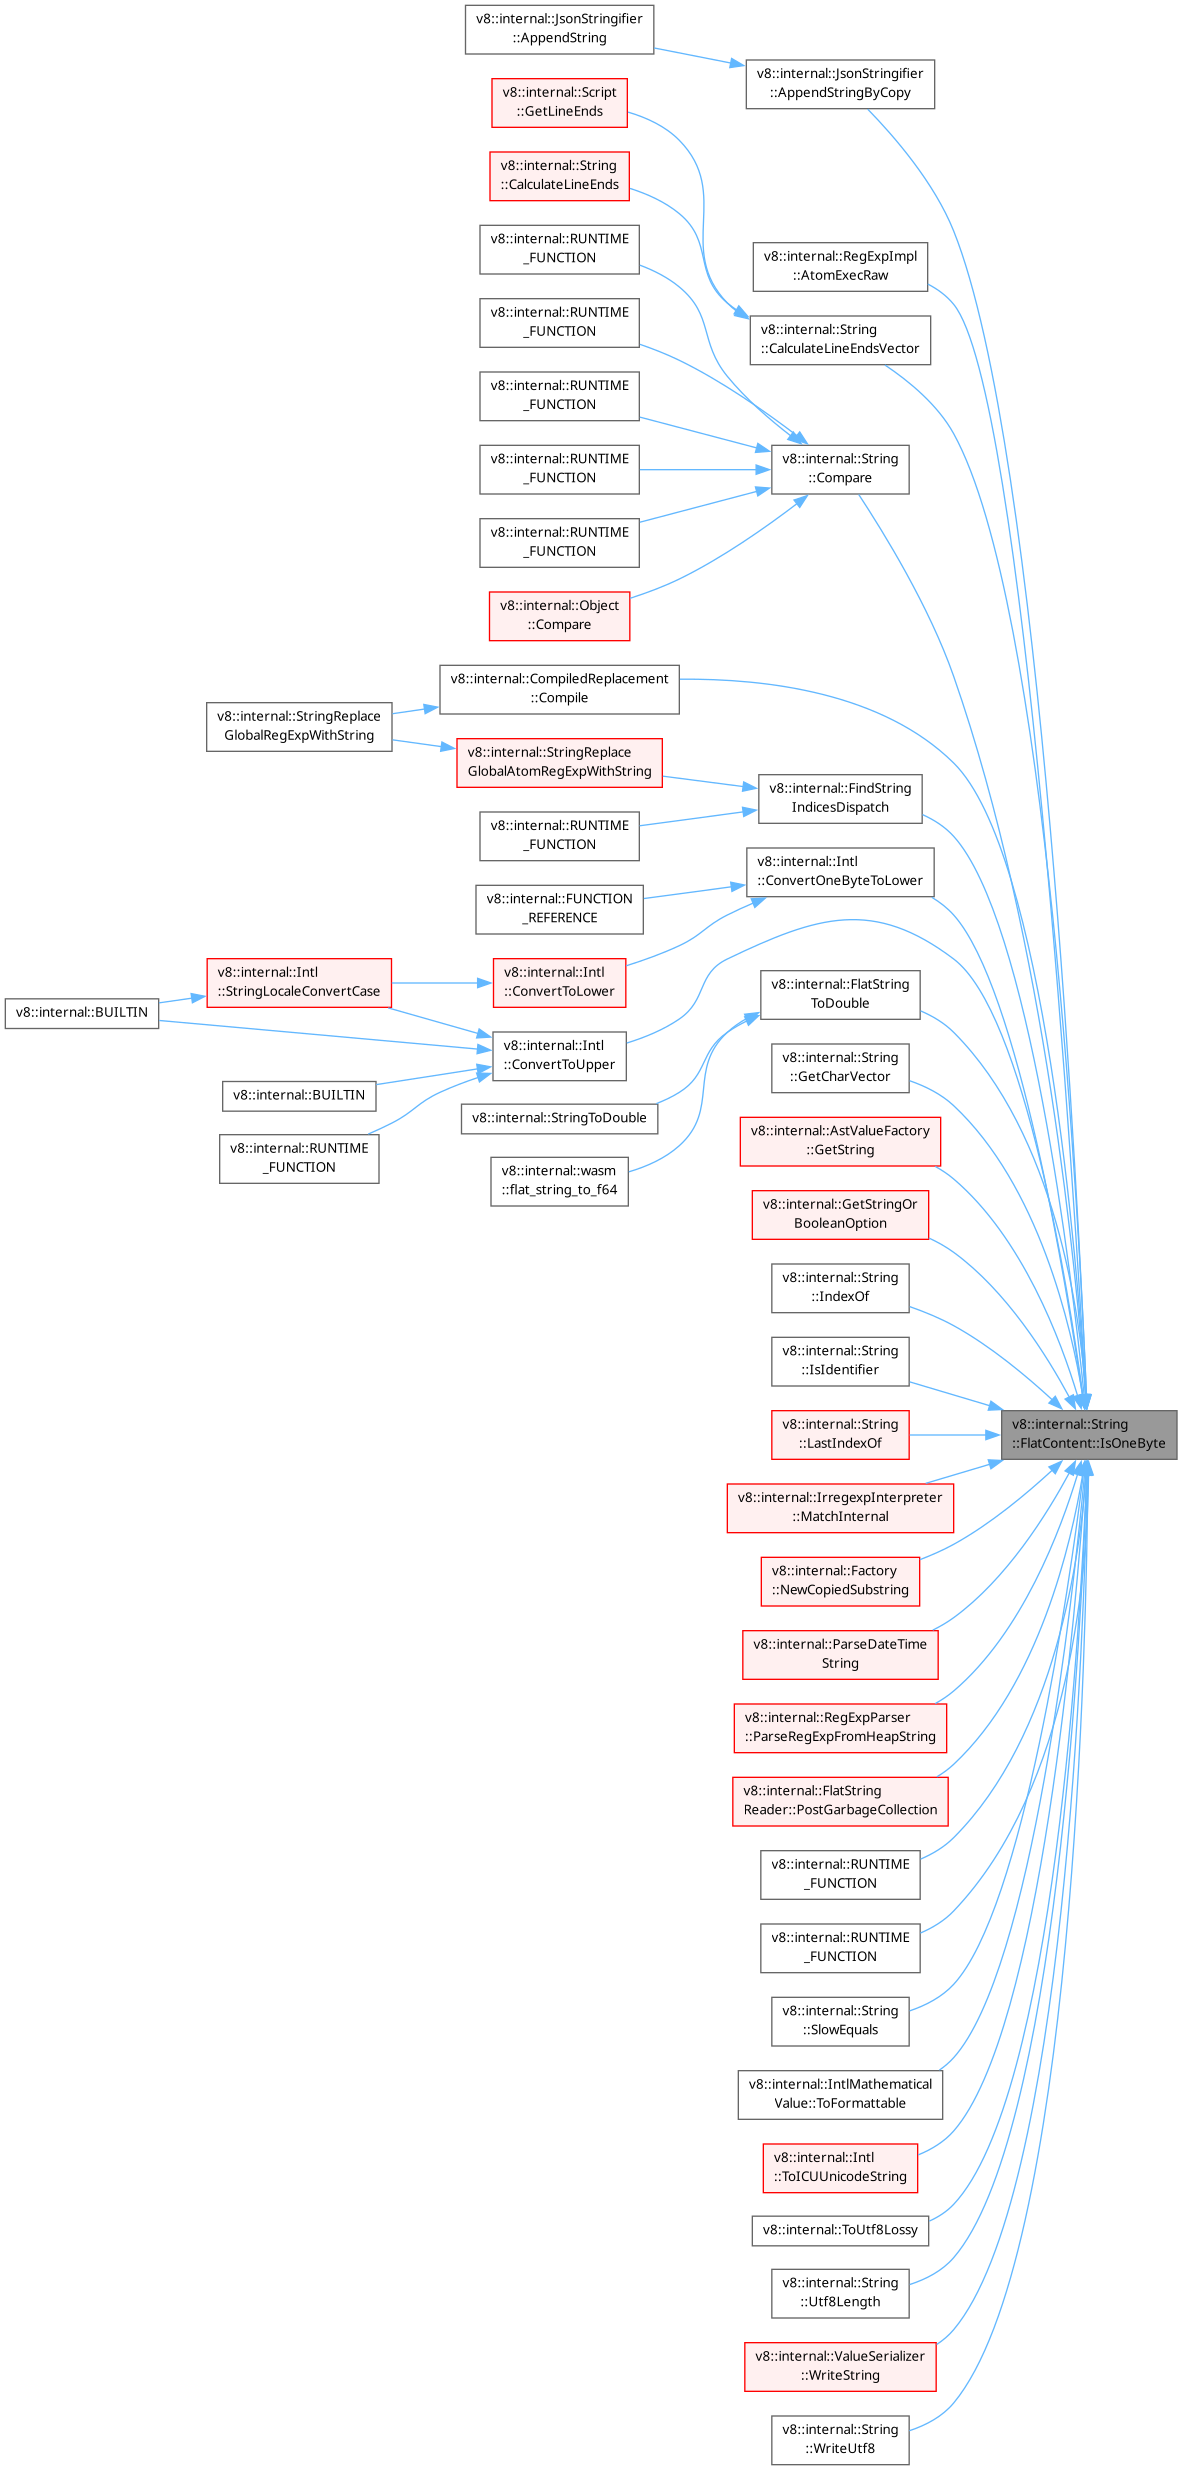 v8::internal::JsonStringifier
::AppendString
v8::internal::JsonStringifier
::AppendStringByCopy
v8::internal::Script
::GetLineEnds
v8::internal::String
::CalculateLineEnds
v8::internal::RUNTIME
_FUNCTION
v8::internal::RegExpImpl
::AtomExecRaw
v8::internal::RUNTIME
_FUNCTION
v8::internal::String
::CalculateLineEndsVector
v8::internal::RUNTIME
_FUNCTION
v8::internal::RUNTIME
_FUNCTION
v8::internal::String
::Compare
v8::internal::RUNTIME
_FUNCTION
v8::internal::Object
::Compare
v8::internal::CompiledReplacement
::Compile
v8::internal::StringReplace
GlobalRegExpWithString
v8::internal::StringReplace
GlobalAtomRegExpWithString
v8::internal::FindString
IndicesDispatch
v8::internal::RUNTIME
_FUNCTION
v8::internal::Intl
::ConvertOneByteToLower
v8::internal::FUNCTION
_REFERENCE
v8::internal::Intl
::StringLocaleConvertCase
v8::internal::Intl
::ConvertToLower
v8::internal::FlatString
ToDouble
v8::internal::BUILTIN
v8::internal::Intl
::ConvertToUpper
v8::internal::String
::GetCharVector
v8::internal::BUILTIN
v8::internal::StringToDouble
v8::internal::AstValueFactory
::GetString
v8::internal::RUNTIME
_FUNCTION
v8::internal::wasm
::flat_string_to_f64
v8::internal::GetStringOr
BooleanOption
v8::internal::String
::IndexOf
v8::internal::String
::IsIdentifier
v8::internal::String
::LastIndexOf
v8::internal::String
::FlatContent::IsOneByte
v8::internal::IrregexpInterpreter
::MatchInternal
v8::internal::Factory
::NewCopiedSubstring
v8::internal::ParseDateTime
String
v8::internal::RegExpParser
::ParseRegExpFromHeapString
v8::internal::FlatString
Reader::PostGarbageCollection
v8::internal::RUNTIME
_FUNCTION
v8::internal::RUNTIME
_FUNCTION
v8::internal::String
::SlowEquals
v8::internal::IntlMathematical
Value::ToFormattable
v8::internal::Intl
::ToICUUnicodeString
v8::internal::ToUtf8Lossy
v8::internal::String
::Utf8Length
v8::internal::ValueSerializer
::WriteString
v8::internal::String
::WriteUtf8